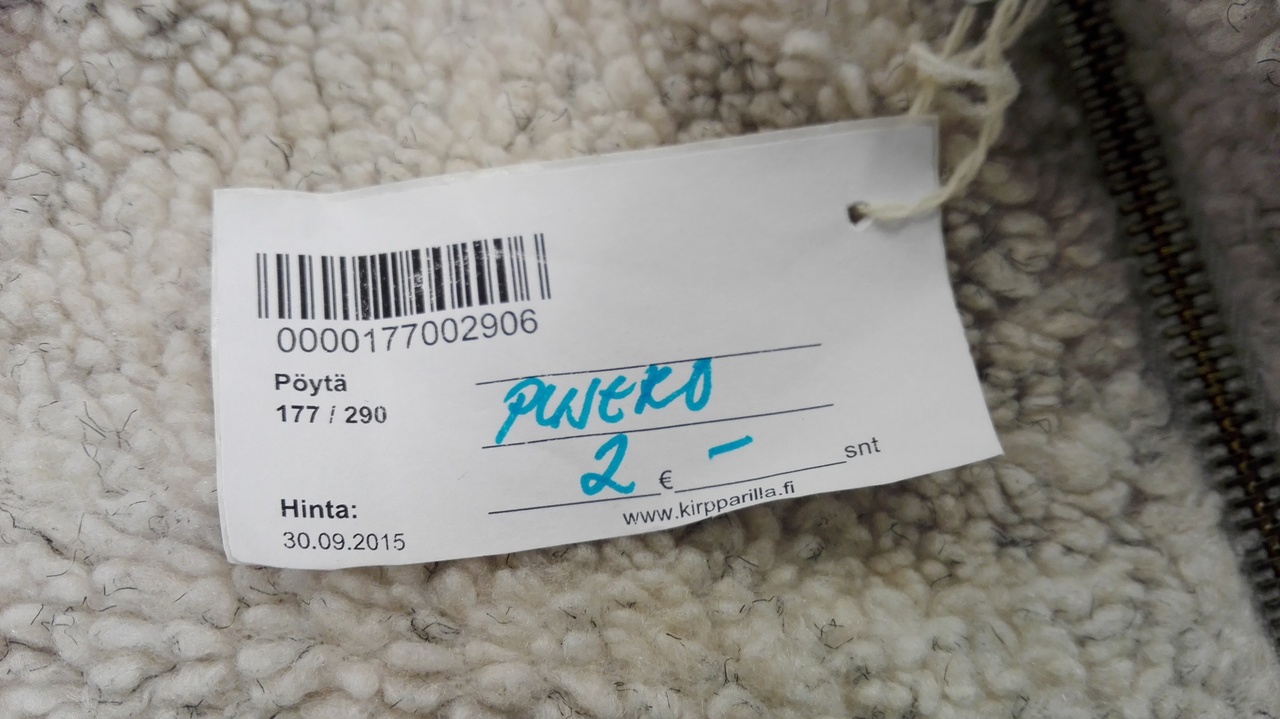 0000177002906
Pöytä
177 / 290
PUSERO
2 € - snt
Hinta:
www.kirpparilla.fi
30.09.2015